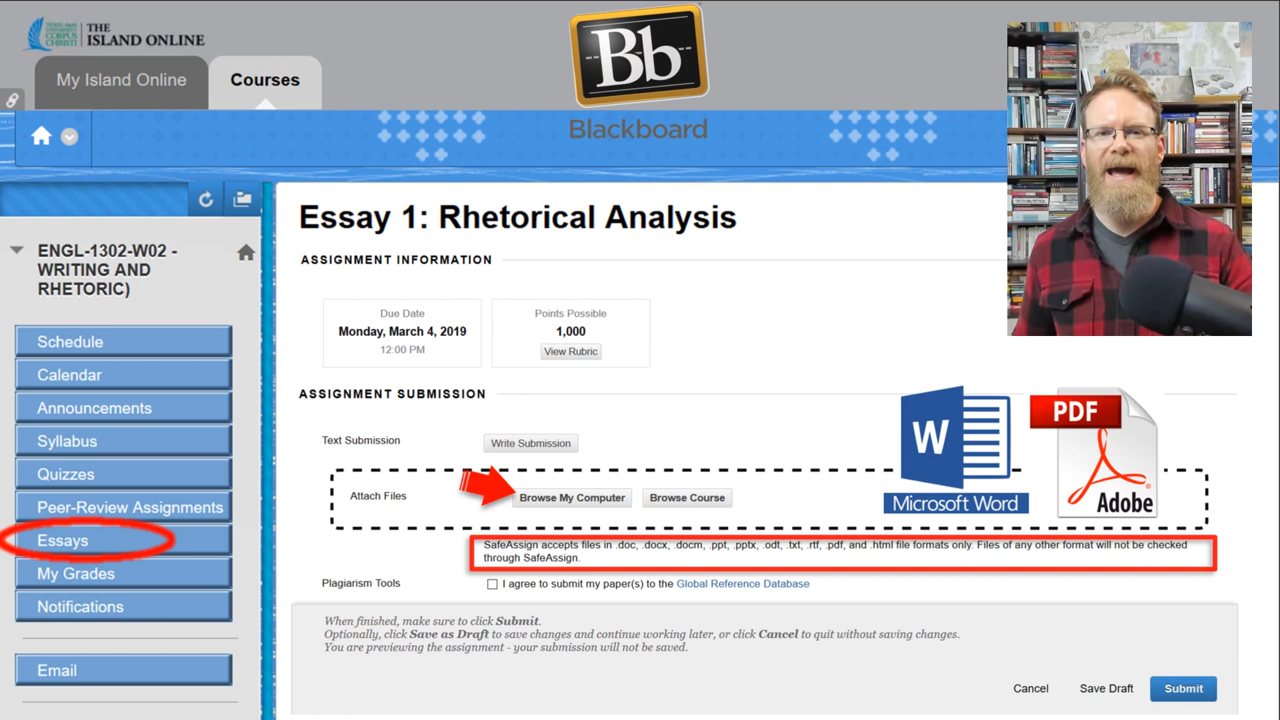 TEXAS A&M
UNIVERSITY
CORPUS
CHRISTI
THE
ISLAND ONLINE
My Island Online
Courses
Bb
Blackboard
ENGL-1302-W02 -
WRITING AND
RHETORIC)
Schedule
Calendar
Announcements
Syllabus
Quizzes
Peer-Review Assignments
Essays
My Grades
Notifications
Email
Essay 1: Rhetorical Analysis
ASSIGNMENT INFORMATION
Due Date
Monday, March 4, 2019
12:00 PM
Points Possible
1,000
View Rubric
ASSIGNMENT SUBMISSION
Text Submission
Write Submission
Attach Files
Browse My Computer
Browse Course
W
Microsoft Word
PDF
Adobe
SafeAssign accepts files in .doc, .docx, .docm, .ppt, .pptx, .odt, .txt, .rtf, .pdf, and .html file formats only. Files of any other format will not be checked
through SafeAssign.
Plagiarism Tools
I agree to submit my paper(s) to the Global Reference Database
When finished, make sure to click Submit.
Optionally, click Save as Draft to save changes and continue working later, or click Cancel to quit without saving changes.
You are previewing the assignment - your submission will not be saved.
Cancel
Save Draft
Submit